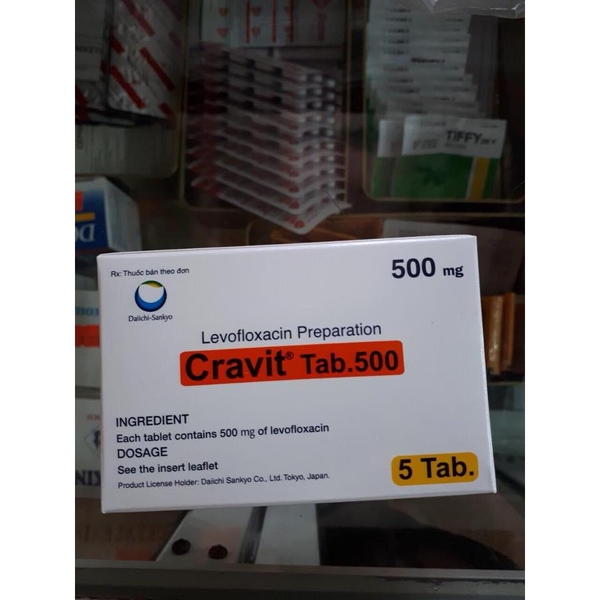 TIFFY
Rx: Thuốc bán theo đơn
500 mg
Daiichi-Sankyo
Levofloxacin Preparation
Cravit® Tab.500
INGREDIENT
Each tablet contains 500 mg of levofloxacin
DOSAGE
See the insert leaflet
5 Tab.
Product License Holder: Daiichi Sankyo Co., Ltd. Tokyo, Japan.